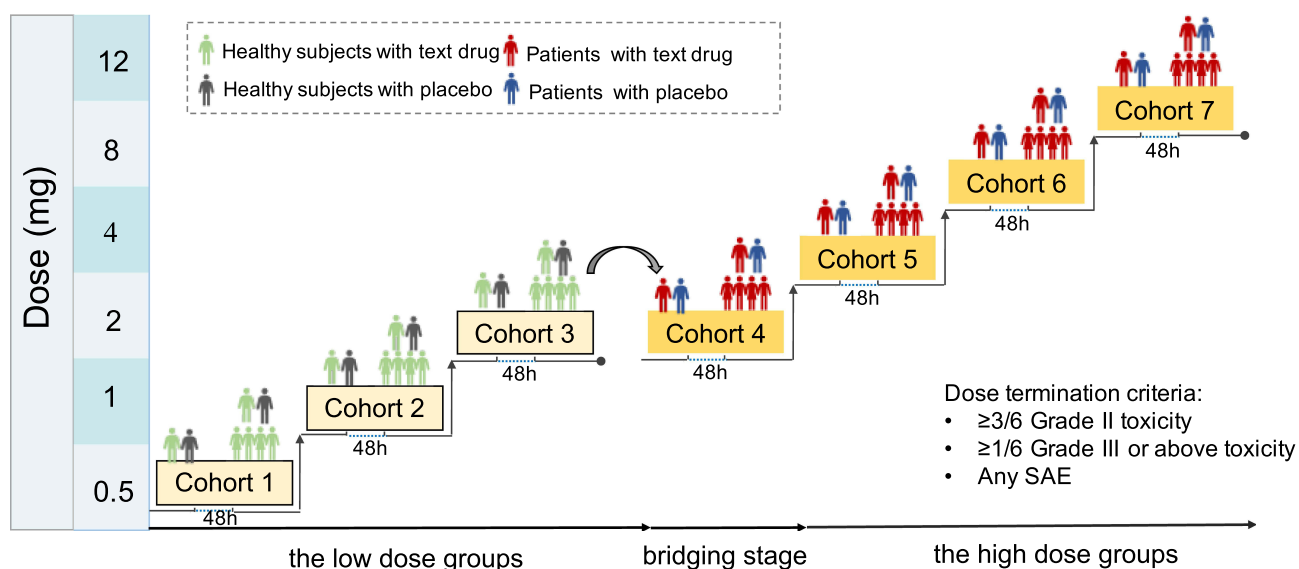 Dose (mg)
12
8
4
2
1
0.5
Healthy subjects with text drug
Patients with text drug
Healthy subjects with placebo
Patients with placebo
Cohort 1
48h
Cohort 2
48h
Cohort 3
48h
Cohort 4
48h
Cohort 5
48h
Cohort 6
48h
Cohort 7
48h
Dose termination criteria:
• ≥3/6 Grade II toxicity
• ≥1/6 Grade III or above toxicity
• Any SAE
the low dose groups
bridging stage
the high dose groups